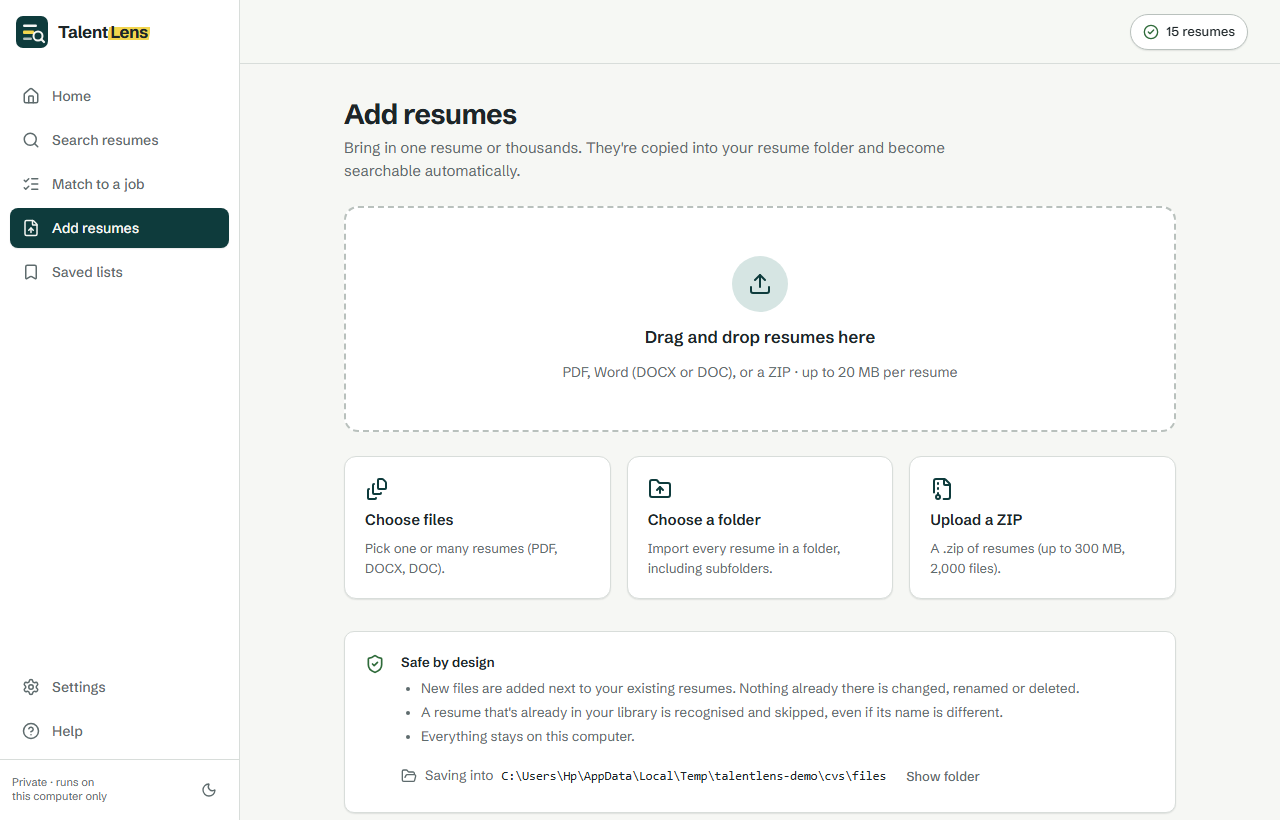 TalentLens
15 resumes
Home
Search resumes
Match to a job
Add resumes
Saved lists
Settings
Help
Private · runs on
this computer only
Add resumes
Bring in one resume or thousands. They're copied into your resume folder and become
searchable automatically.
Drag and drop resumes here
PDF, Word (DOCX or DOC), or a ZIP · up to 20 MB per resume
Choose files
Pick one or many resumes (PDF,
DOCX, DOC).
Choose a folder
Import every resume in a folder,
including subfolders.
Upload a ZIP
A .zip of resumes (up to 300 MB,
2,000 files).
Safe by design
• New files are added next to your existing resumes. Nothing already there is changed, renamed or deleted.
• A resume that's already in your library is recognised and skipped, even if its name is different.
• Everything stays on this computer.
Saving into C:\Users\Hp\AppData\Local\Temp\talentlens-demo\cvs\files Show folder